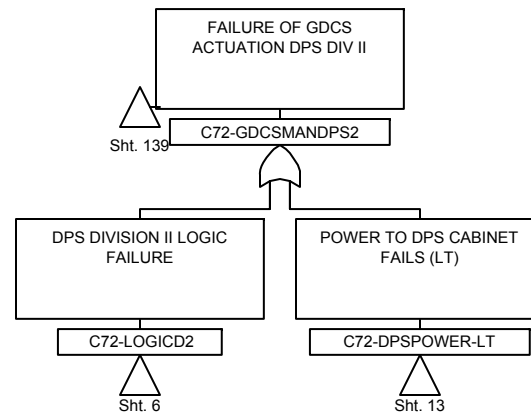 FAILURE OF GDCS
ACTUATION DPS DIV II
Sht. 139
C72-GDCSMANDPS2
DPS DIVISION II LOGIC
FAILURE
C72-LOGICD2
Sht. 6
POWER TO DPS CABINET
FAILS (LT)
C72-DPSPOWER-LT
Sht. 13